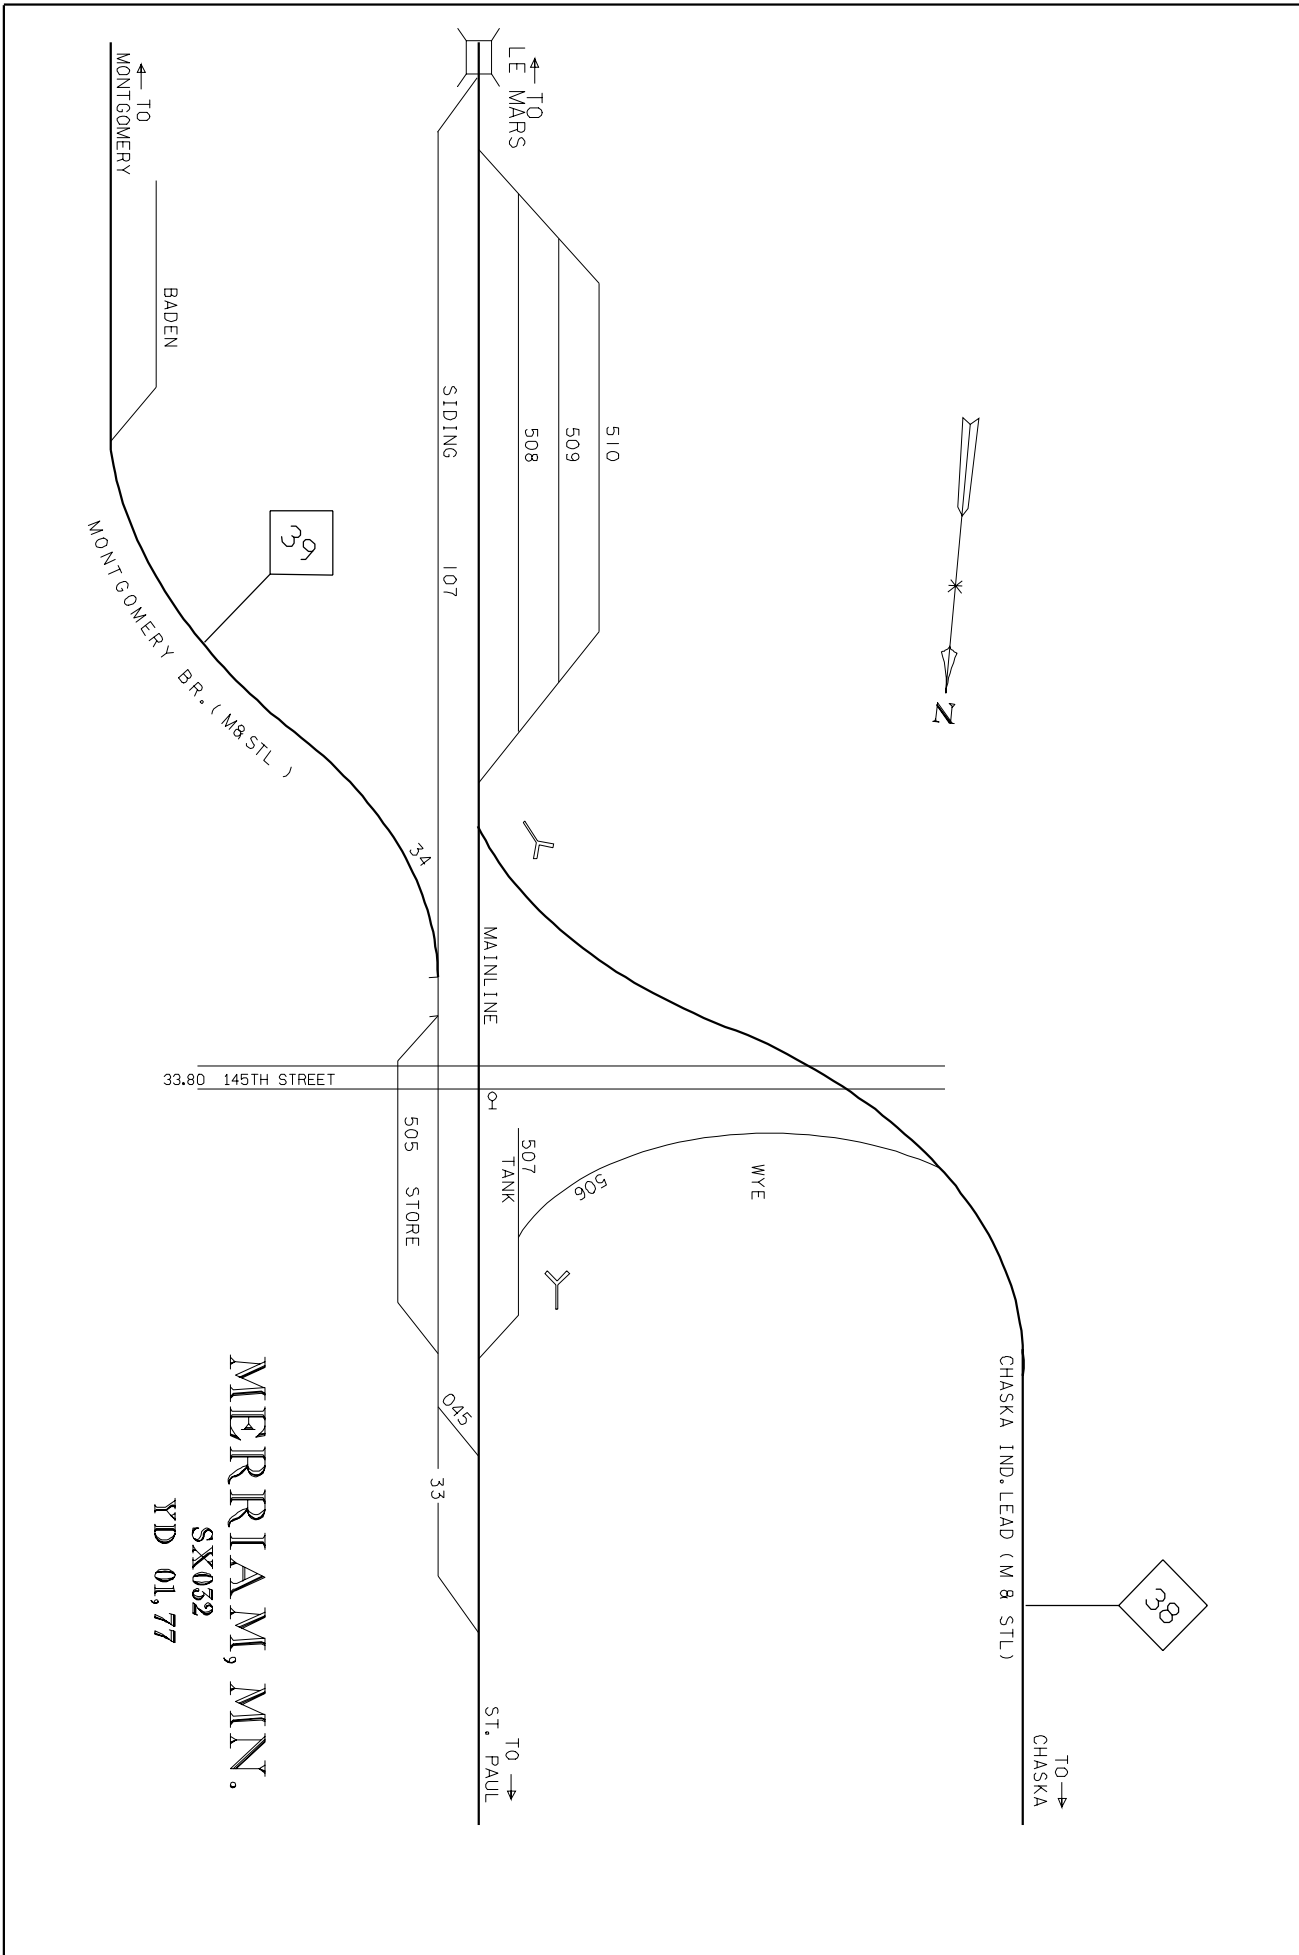 TO
LE MARS
TO
MONTGOMERY
BADEN
510
509
508
SIDING 107
39
MONTGOMERY BR. ( M&STL )
34
N
MAINLINE
33.80 145TH STREET
505 STORE
507
TANK
506
WYE
045
33
CHASKA IND. LEAD ( M & STL )
38
TO
CHASKA
TO
ST. PAUL
MERRIAM, MN.
SX032
YD 01,77